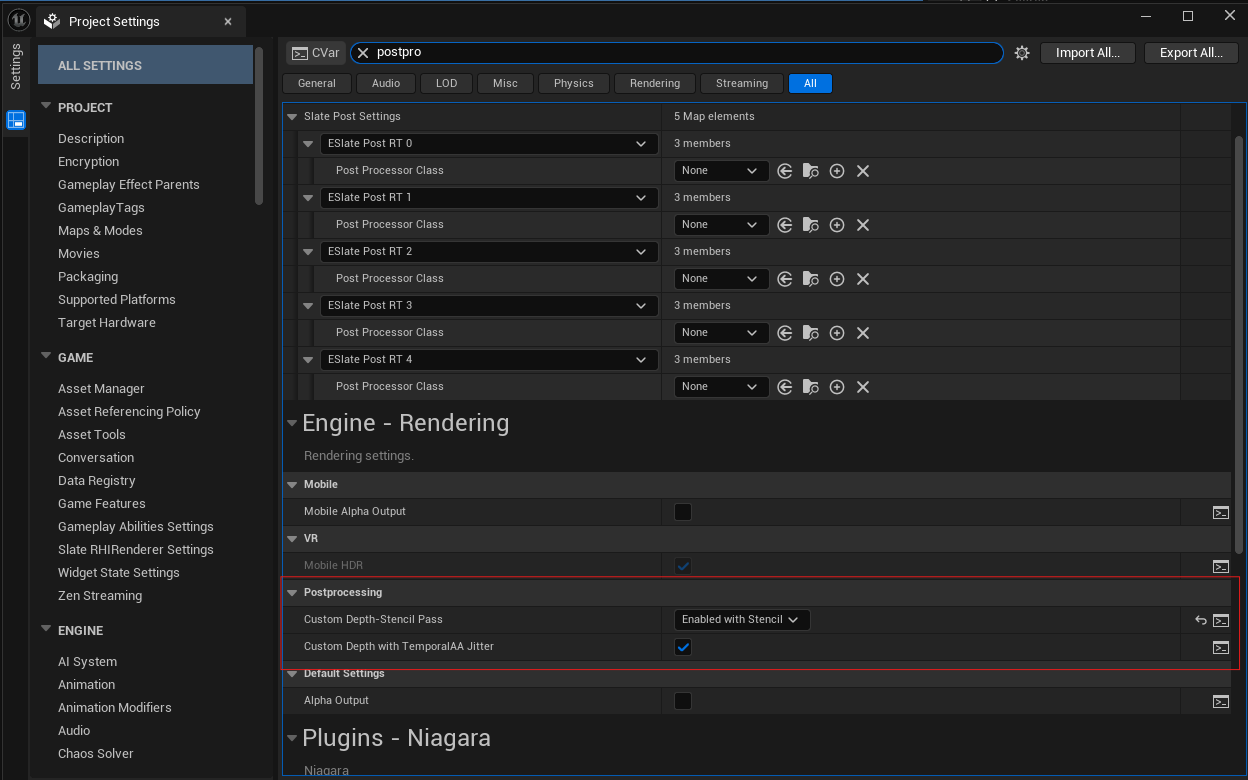 Project Settings
Settings
ALL SETTINGS
PROJECT
Description
Encryption
Gameplay Effect Parents
GameplayTags
Maps & Modes
Movies
Packaging
Supported Platforms
Target Hardware
GAME
Asset Manager
Asset Referencing Policy
Asset Tools
Conversation
Data Registry
Game Features
Gameplay Abilities Settings
Slate RHIRenderer Settings
Widget State Settings
Zen Streaming
ENGINE
AI System
Animation
Animation Modifiers
Audio
Chaos Solver
CVar postpro Import All... Export All...
General Audio LOD Misc Physics Rendering Streaming All
Slate Post Settings 5 Map elements
ESlate Post RT 0 3 members
Post Processor Class None
ESlate Post RT 1 3 members
Post Processor Class None
ESlate Post RT 2 3 members
Post Processor Class None
ESlate Post RT 3 3 members
Post Processor Class None
ESlate Post RT 4 3 members
Post Processor Class None
Engine - Rendering
Rendering settings.
Mobile
Mobile Alpha Output
VR
Mobile HDR
Postprocessing
Custom Depth-Stencil Pass Enabled with Stencil
Custom Depth with TemporalAA Jitter
Default Settings
Alpha Output
Plugins - Niagara
Niagara